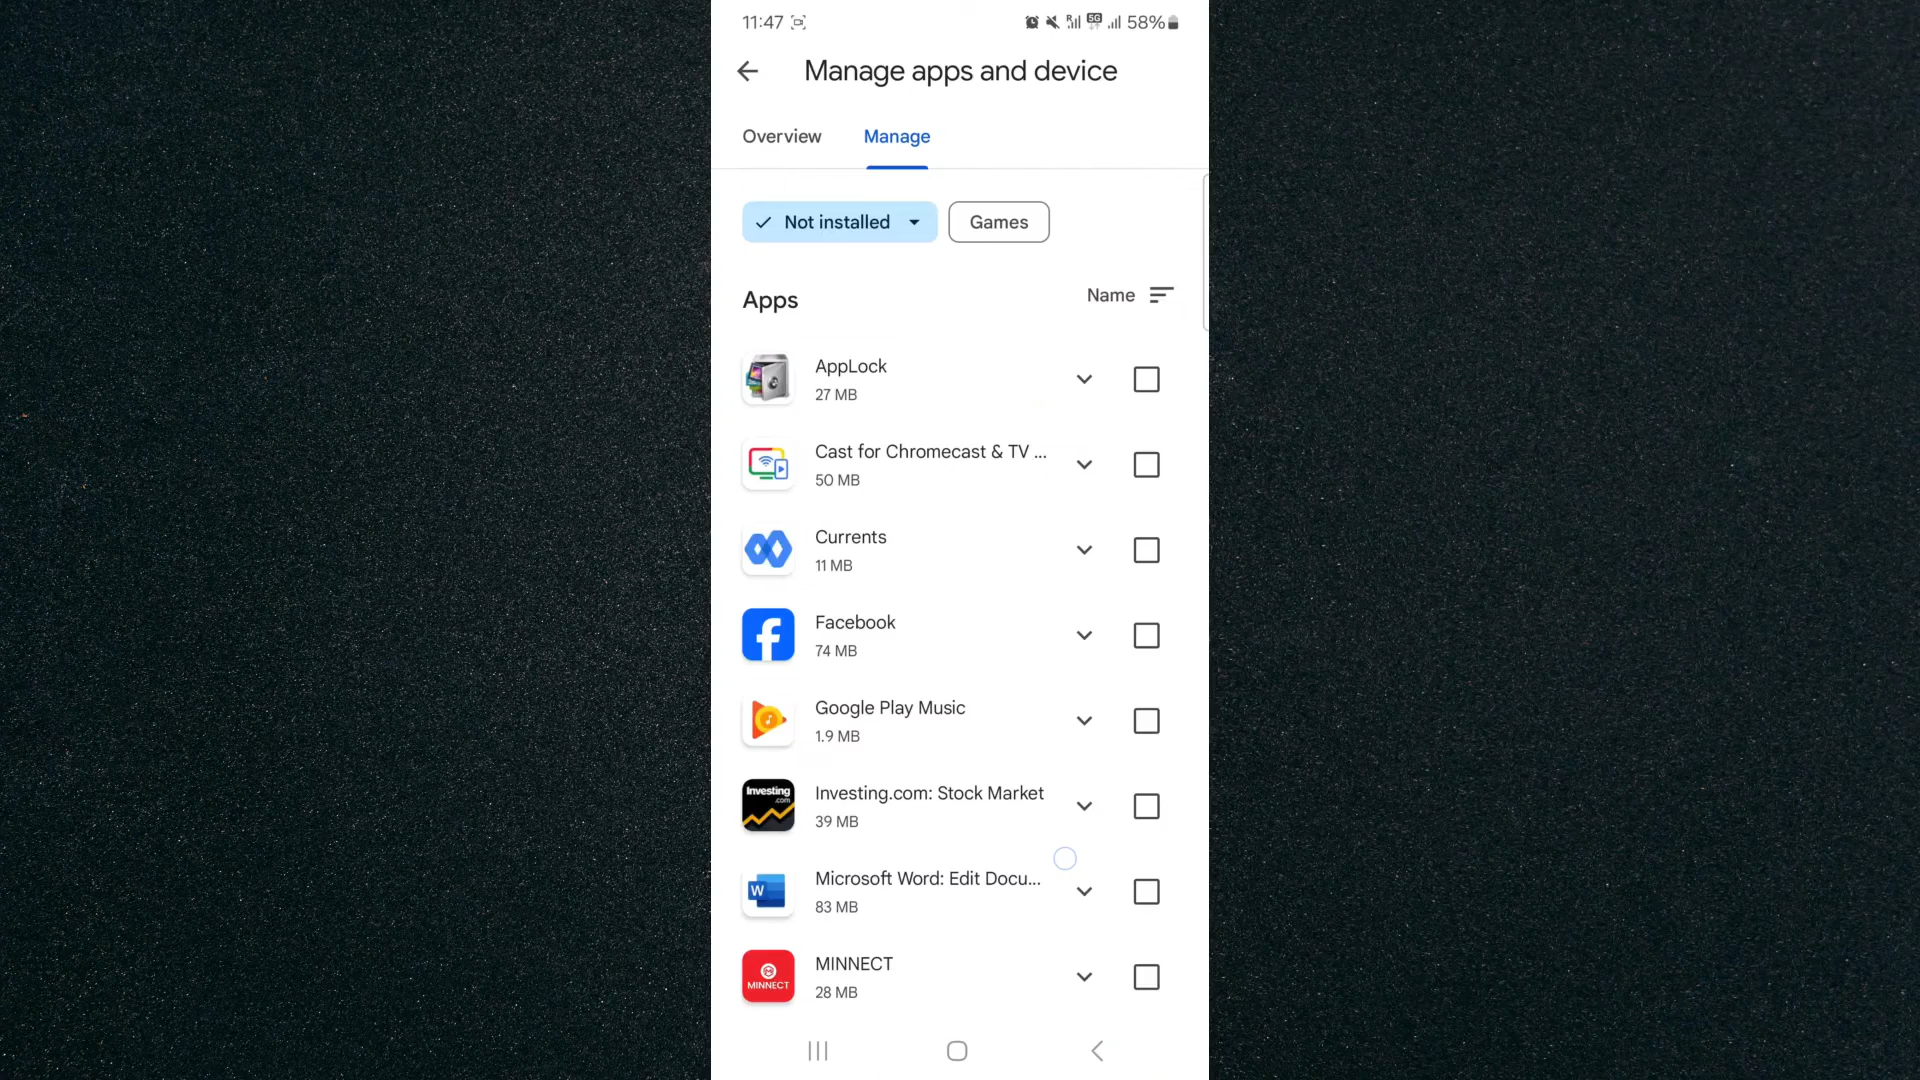 11:47
5G
58%
Manage apps and device
Overview
Manage
Not installed
Games
Apps
Name
AppLock
27 MB
Cast for Chromecast & TV ...
50 MB
Currents
11 MB
Facebook
74 MB
Google Play Music
1.9 MB
Investing.com
Investing.com: Stock Market
39 MB
W
Microsoft Word: Edit Docu...
83 MB
MINNECT
MINNECT
28 MB